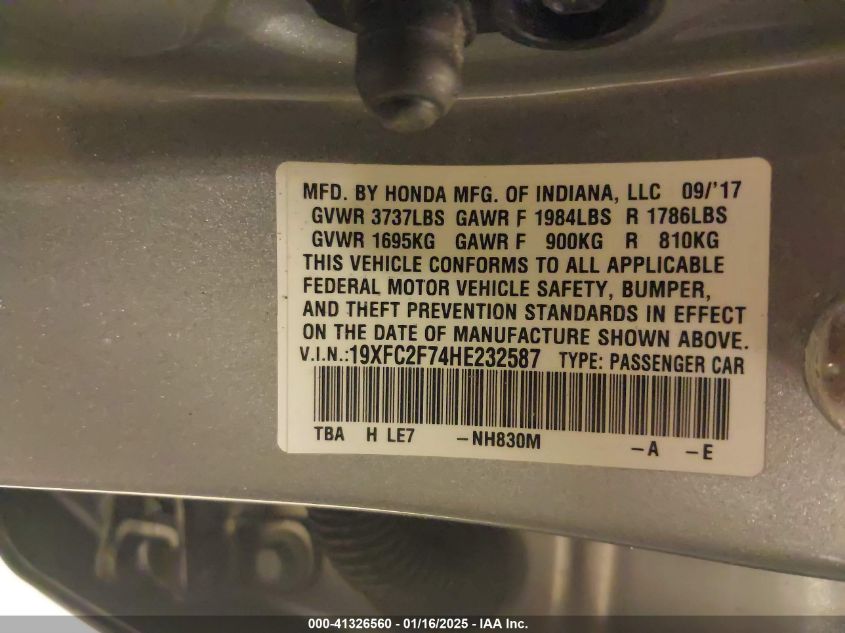 MFD. BY HONDA MFG. OF INDIANA, LLC 09/'17
GVWR 3737LBS GAWR F 1984LBS R 1786LBS
GVWR 1695KG GAWR F 900KG R 810KG
THIS VEHICLE CONFORMS TO ALL APPLICABLE
FEDERAL MOTOR VEHICLE SAFETY, BUMPER,
AND THEFT PREVENTION STANDARDS IN EFFECT
ON THE DATE OF MANUFACTURE SHOWN ABOVE.
V.I.N.:19XFC2F74HE232587 TYPE: PASSENGER CAR
TBA H LE7 -NH830M -A -E
000-41326560 - 01/16/2025 - IAA Inc.